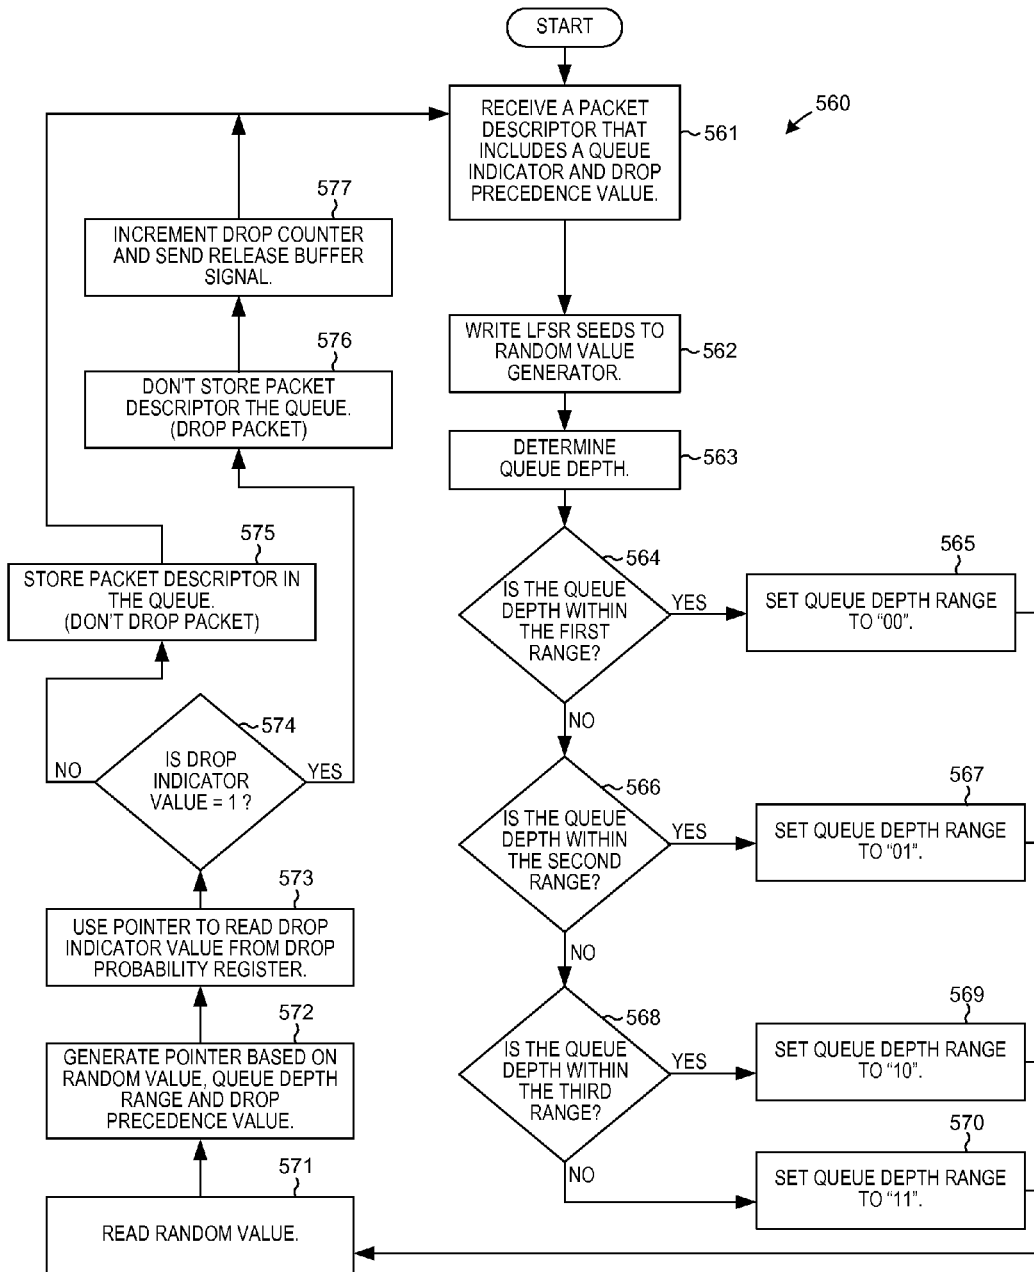 START
560
RECEIVE A PACKET
DESCRIPTOR THAT
INCLUDES A QUEUE
INDICATOR AND DROP
PRECEDENCE VALUE.
561
WRITE LFSR SEEDS TO
RANDOM VALUE
GENERATOR.
562
DETERMINE
QUEUE DEPTH.
563
564
IS THE QUEUE
DEPTH WITHIN
THE FIRST
RANGE?
YES
NO
565
SET QUEUE DEPTH RANGE
TO “00”.
566
IS THE QUEUE
DEPTH WITHIN
THE SECOND
RANGE?
YES
NO
567
SET QUEUE DEPTH RANGE
TO “01”.
568
IS THE QUEUE
DEPTH WITHIN
THE THIRD
RANGE?
YES
NO
569
SET QUEUE DEPTH RANGE
TO “10”.
570
SET QUEUE DEPTH RANGE
TO “11”.
571
READ RANDOM VALUE.
572
GENERATE POINTER BASED ON
RANDOM VALUE, QUEUE DEPTH
RANGE AND DROP
PRECEDENCE VALUE.
573
USE POINTER TO READ DROP
INDICATOR VALUE FROM DROP
PROBABILITY REGISTER.
574
IS DROP
INDICATOR
VALUE = 1 ?
NO
YES
575
STORE PACKET DESCRIPTOR IN
THE QUEUE.
(DON'T DROP PACKET)
576
DON'T STORE PACKET
DESCRIPTOR THE QUEUE.
(DROP PACKET)
577
INCREMENT DROP COUNTER
AND SEND RELEASE BUFFER
SIGNAL.